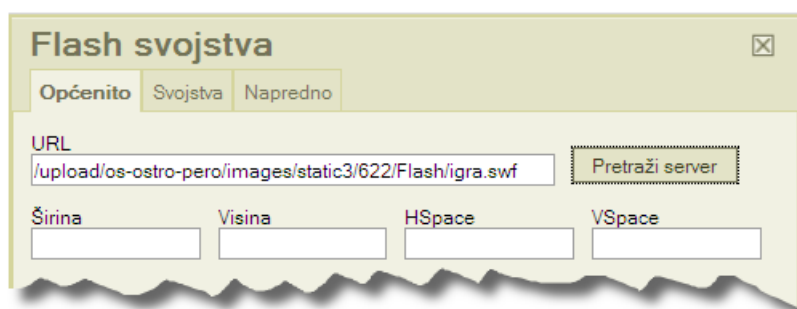 Flash svojstva
Općenito Svojstva Napredno
URL
/upload/os-ostro-pero/images/static3/622/Flash/igra.swf Pretraži server
Širina Visina HSpace VSpace